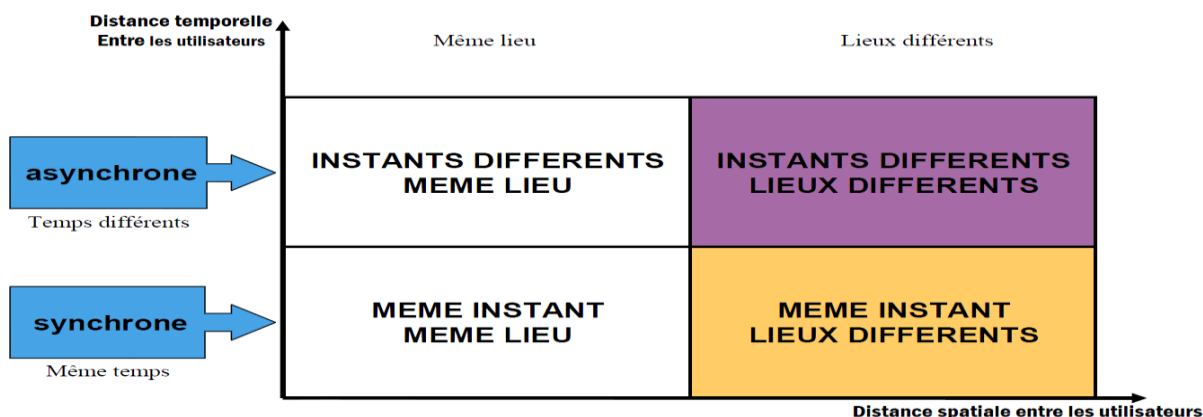 Distance temporelle
Entre les utilisateurs
Même lieu
Lieux différents
asynchrone
Temps différents
INSTANTS DIFFERENTS
MEME LIEU
INSTANTS DIFFERENTS
LIEUX DIFFERENTS
synchrone
Même temps
MEME INSTANT
MEME LIEU
MEME INSTANT
LIEUX DIFFERENTS
Distance spatiale entre les utilisateurs